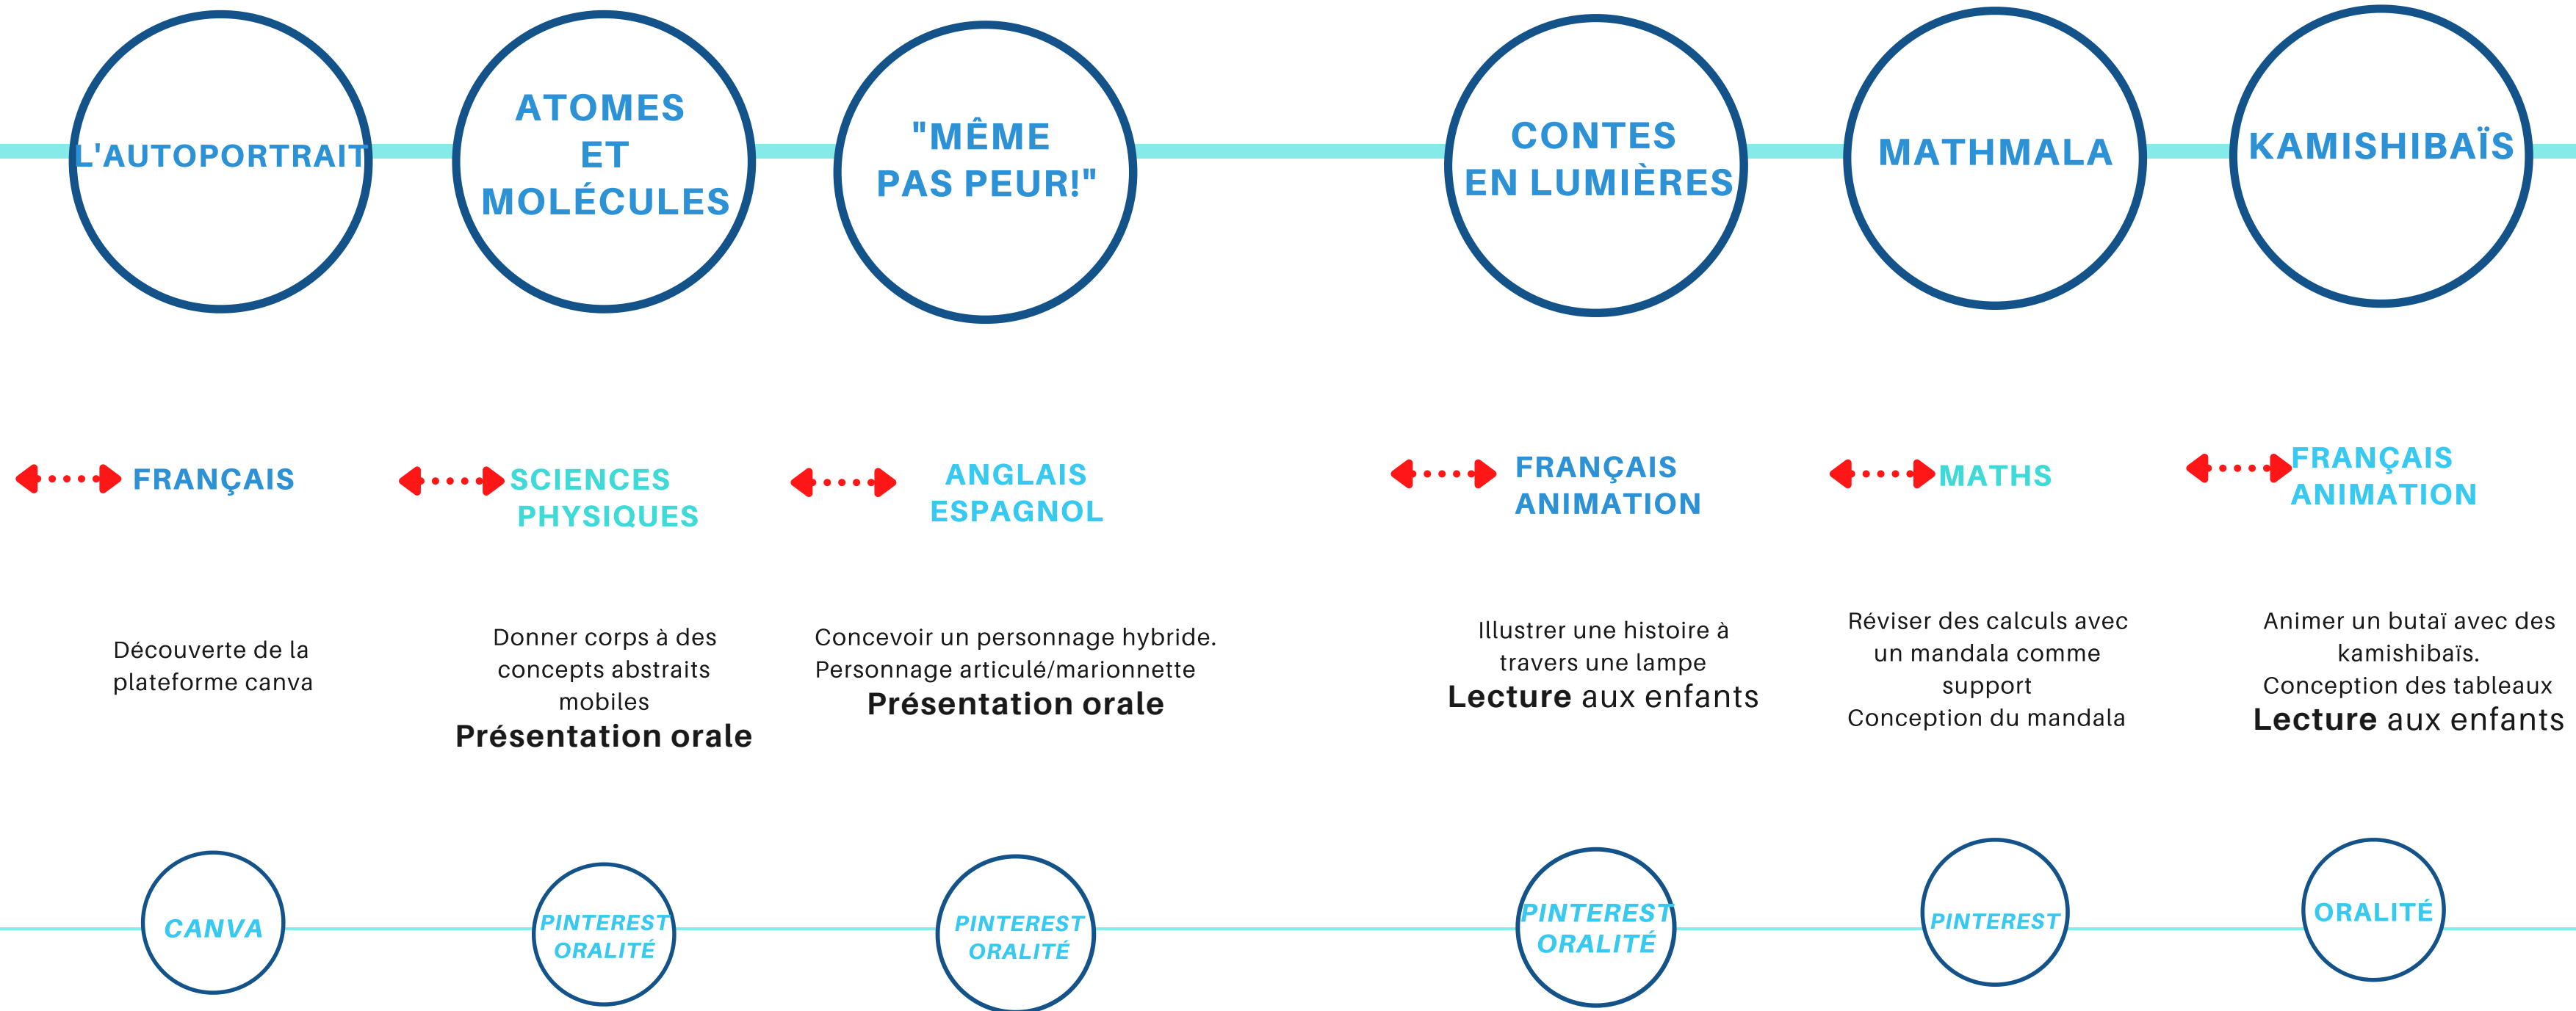 L'AUTOPORTRAIT
ATOMES
ET
MOLÉCULES
"MÊME
PAS PEUR!"
CONTES
EN LUMIÈRES
MATHMALA
KAMISHIBAÏS
FRANÇAIS
SCIENCES
PHYSIQUES
ANGLAIS
ESPAGNOL
FRANÇAIS
ANIMATION
MATHS
FRANÇAIS
ANIMATION
Découverte de la
plateforme canva
Donner corps à des
concepts abstraits
mobiles
Présentation orale
Concevoir un personnage hybride.
Personnage articulé/marionnette
Présentation orale
Illustrer une histoire à
travers une lampe
Lecture aux enfants
Réviser des calculs avec
un mandala comme
support
Conception du mandala
Animer un butaï avec des
kamishibaïs.
Conception des tableaux
Lecture aux enfants
CANVA
PINTEREST
ORALITÉ
PINTEREST
ORALITÉ
PINTEREST
ORALITÉ
PINTEREST
ORALITÉ